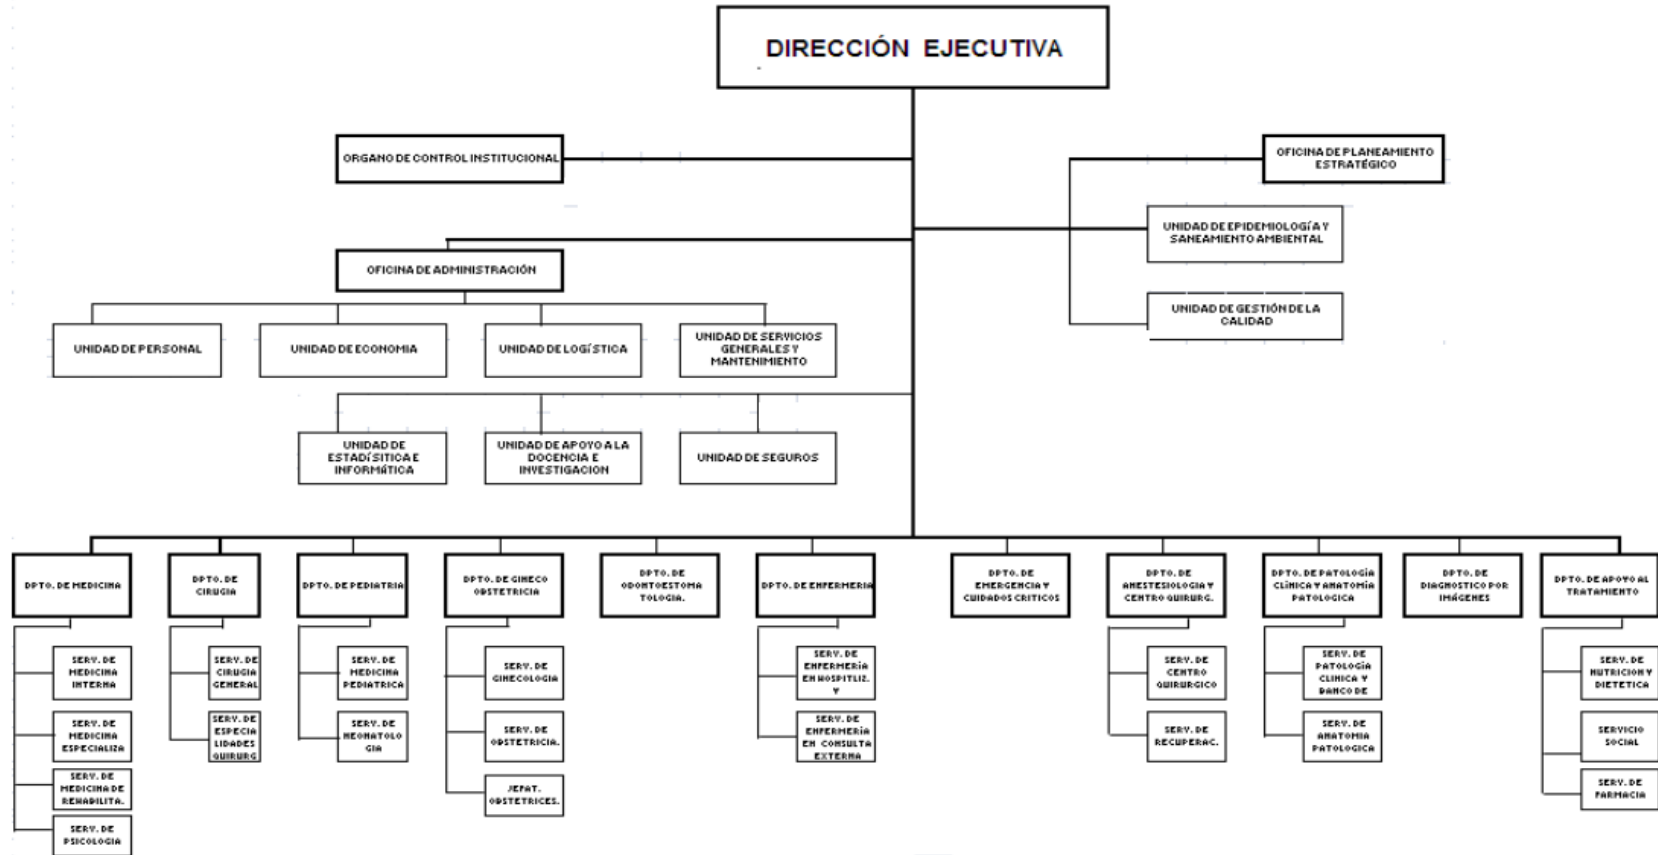 DIRECCIÓN EJECUTIVA
ORGANO DE CONTROL INSTITUCIONAL
OFICINA DE PLANEAMIENTO
ESTRATÉGICO
UNIDAD DE EPIDEMIOLOGÍA Y
SANEAMIENTO AMBIENTAL
OFICINA DE ADMINISTRACIÓN
UNIDAD DE GESTIÓN DE LA
CALIDAD
UNIDAD DE PERSONAL
UNIDAD DE ECONOMIA
UNIDAD DE LOGÍSTICA
UNIDAD DE SERVICIOS
GENERALES Y
MANTENIMIENTO
UNIDAD DE
ESTADÍSITICA E
INFORMÁTICA
UNIDAD DE APOYO A LA
DOCENCIA E
INVESTIGACION
UNIDAD DE SEGUROS
DPTO. DE MEDICINA
DPTO. DE
CIRUGIA
DPTO. DE PEDIATRIA
DPTO. DE GINECO
OBSTETRICIA
DPTO. DE
ODONTOESTOMA
TOLOGIA.
DPTO. DE ENFERMERIA
DPTO. DE
EMERGENCIA Y
CUIDADOS CRITICOS
DPTO. DE
ANESTESIOLOGIA Y
CENTRO QUIRURG.
DPTO. DE PATOLOGÍA
CLÍNICA Y ANATOMÍA
PATOLOGICA
DPTO. DE
DIAGNOSTICO POR
IMÁGENES
DPTO. DE APOYO AL
TRATAMIENTO
SERV. DE
MEDICINA
INTERNA
SERV. DE
MEDICINA
ESPECIALIZA
SERV. DE
MEDICINA DE
REHABILITA.
SERV. DE
PSICOLOGIA
SERV. DE
CIRUGIA
GENERAL
SERV. DE
ESPECIA
LIDADES
QUIRURG
SERV. DE
MEDICINA
PEDIATRICA
SERV. DE
NEONATOLO
GIA
SERV. DE
GINECOLOGIA
SERV. DE
OBSTETRICIA.
JEFAT.
OBSTETRICES.
SERV. DE
ENFERMERÍA
EN HOSPITLIZ.
Y
SERV. DE
ENFERMERÍA
EN CONSULTA
EXTERNA
SERV. DE
CENTRO
QUIRURGICO
SERV. DE
RECUPERAC.
SERV. DE
PATOLOGÍA
CLINICA Y
BANCO DE
SERV. DE
ANATOMIA
PATOLOGICA
SERV. DE
NUTRICION Y
DIETETICA
SERVICIO
SOCIAL
SERV. DE
FARMACIA